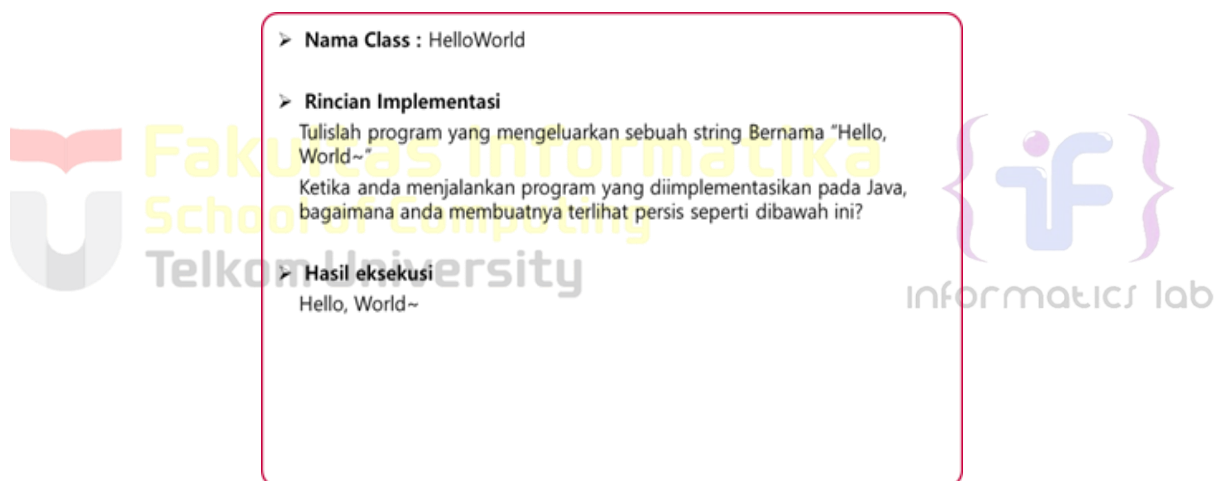 ➢ Nama Class : HelloWorld
➢ Rincian Implementasi
Tulislah program yang mengeluarkan sebuah string Bernama "Hello,
World~"
Ketika anda menjalankan program yang diimplementasikan pada Java,
bagaimana anda membuatnya terlihat persis seperti dibawah ini?
➢ Hasil eksekusi
Hello, World~
Fakultas Informatika
School of Computing
Telkom University
{if}
informatics lab